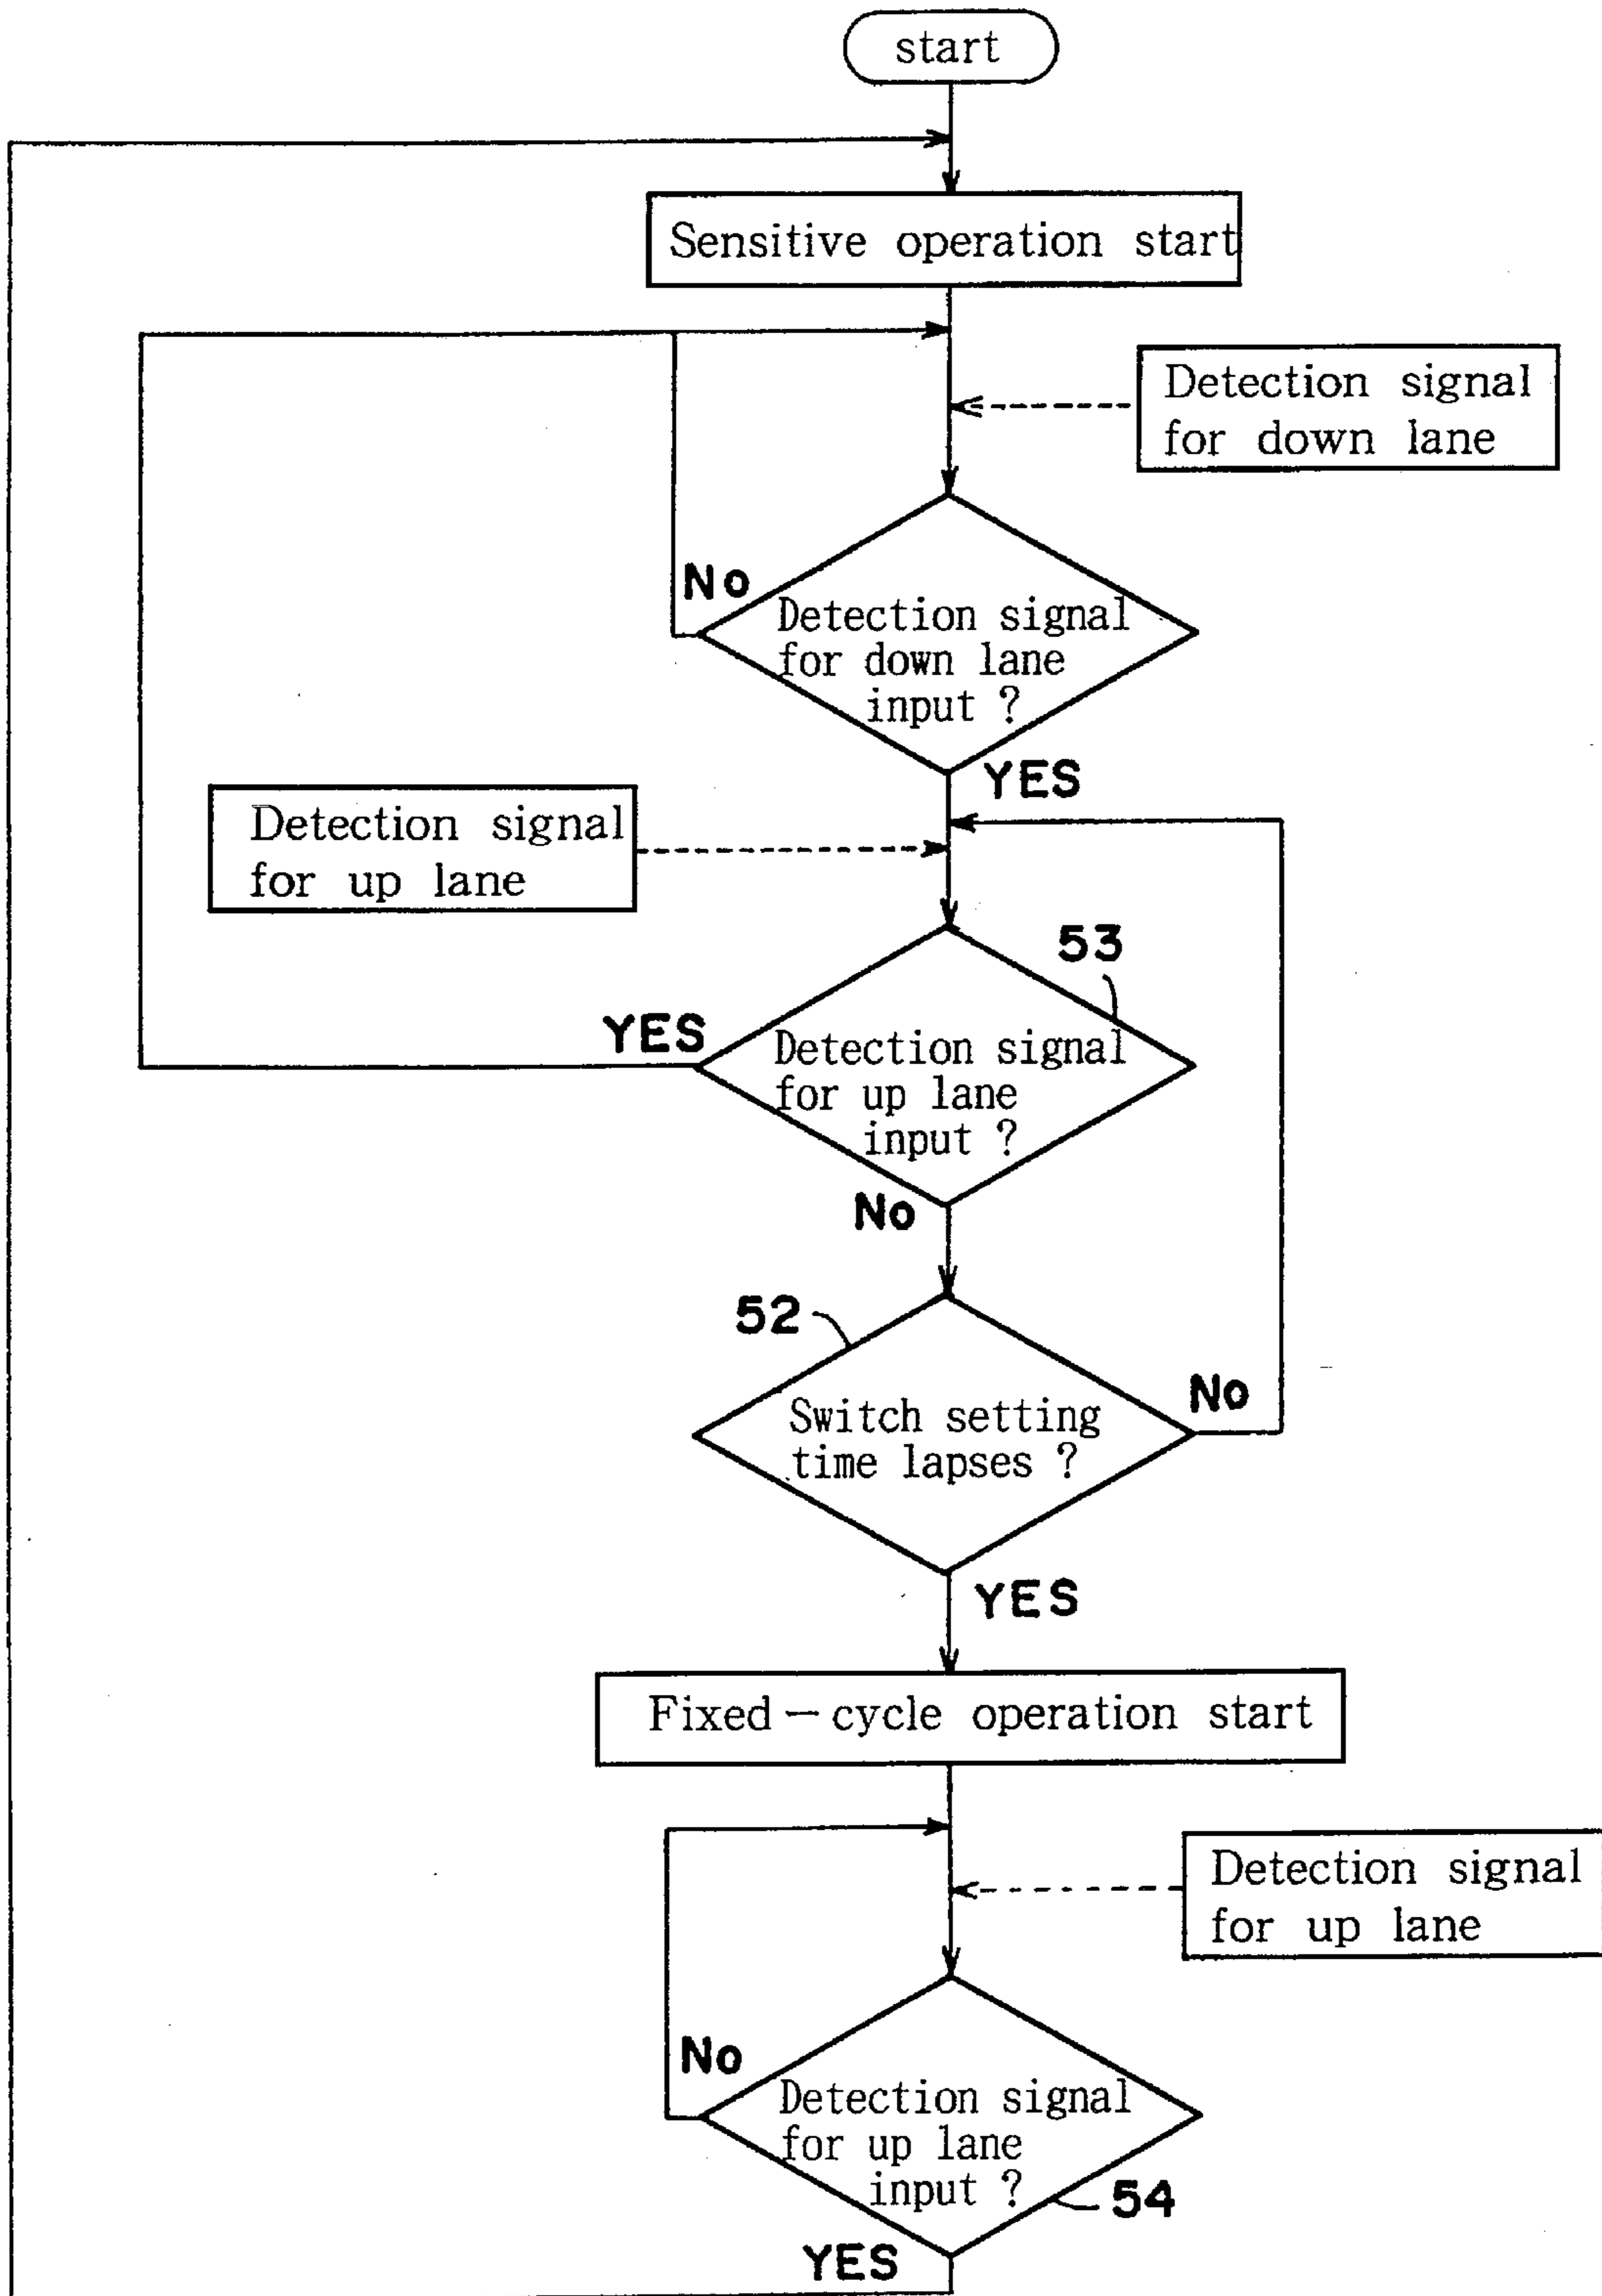 start
Sensitive operation start
Detection signal
for down lane
No
Detection signal
for down lane
input ?
YES
Detection signal
for up lane
53
YES
Detection signal
for up lane
input ?
No
52
No
Switch setting
time lapses ?
YES
Fixed-cycle operation start
Detection signal
for up lane
No
Detection signal
for up lane
input ?
54
YES